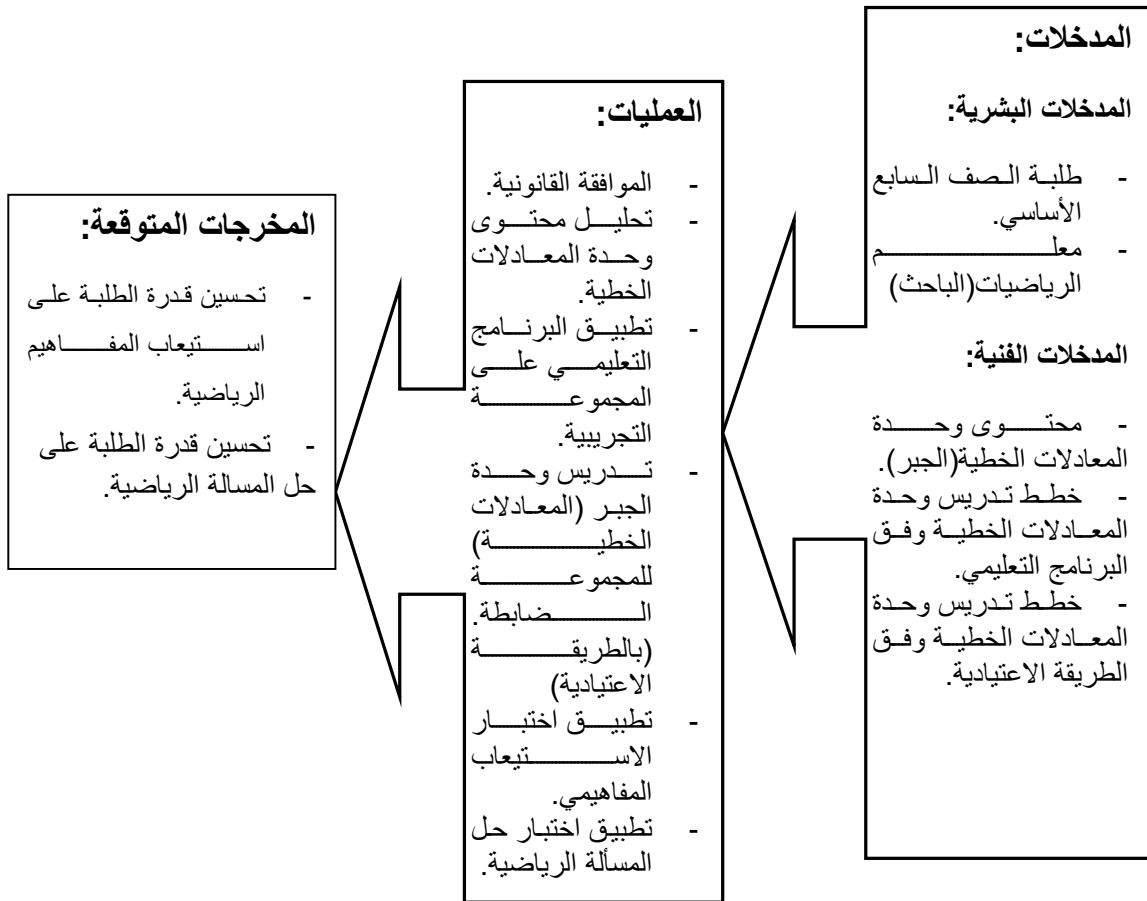 المدخلات:
المدخلات البشرية:
- طلبة الصف السابع
الأساسي.
- معلم
الرياضيات(الباحث)
المدخلات الفنية:
- محتوى وحدة
المعادلات الخطية(الجبر).
- خطط تدريس وحدة
المعادلات الخطية وفق
البرنامج التعليمي.
- خطط تدريس وحدة
المعادلات الخطية وفق
الطريقة الاعتيادية.
العمليات:
- الموافقة القانونية.
- تحليل محتوى
وحدة المعادلات
الخطية.
- تطبيق البرنامج
التعليمي على
المجموعة
التجريبية.
- تدريس وحدة
الجبر (المعادلات
الخطية)
للمجموعة
الضابطة.
(بالطريقة
الاعتيادية)
- تطبيق اختبار
الاستيعاب
المفاهيمي.
- تطبيق اختبار حل
المسألة الرياضية.
المخرجات المتوقعة:
- تحسين قدرة الطلبة على
استيعاب المفاهيم
الرياضية.
- تحسين قدرة الطلبة على
حل المسالة الرياضية.